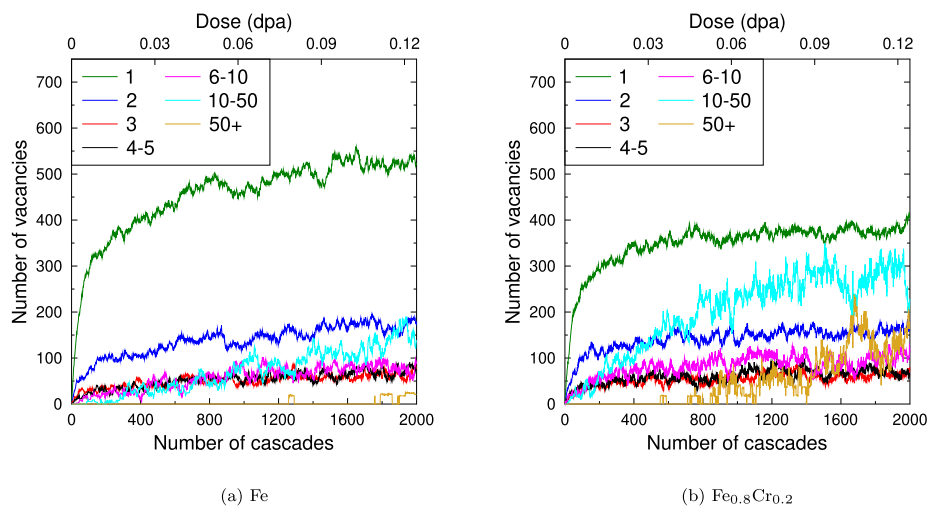 Dose (dpa)
0 0.03 0.06 0.09 0.12
Number of vacancies
700
600
500
400
300
200
100
0
1 6-10
2 10-50
3 50+
4-5
0 400 800 1200 1600 2000
Number of cascades
(a) Fe
Dose (dpa)
0 0.03 0.06 0.09 0.12
Number of vacancies
700
600
500
400
300
200
100
0
1 6-10
2 10-50
3 50+
4-5
0 400 800 1200 1600 2000
Number of cascades
(b) Fe0.8Cr0.2